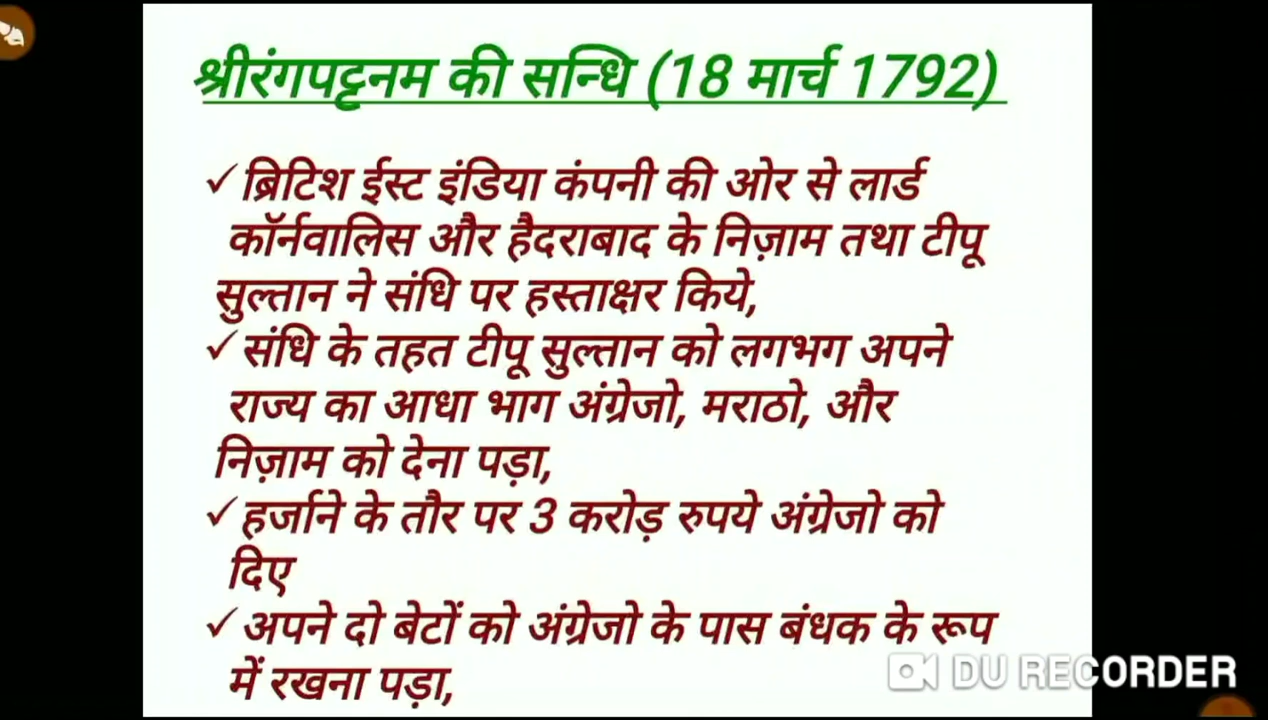 श्रीरंगपट्टनम की सन्धि (18 मार्च 1792)
✓ ब्रिटिश ईस्ट इंडिया कंपनी की ओर से लार्ड
कॉर्नवालिस और हैदराबाद के निज़ाम तथा टीपू
सुल्तान ने संधि पर हस्ताक्षर किये,
✓ संधि के तहत टीपू सुल्तान को लगभग अपने
राज्य का आधा भाग अंग्रेजो, मराठो, और
निज़ाम को देना पड़ा,
✓ हर्जाने के तौर पर 3 करोड़ रुपये अंग्रेजो को
दिए
✓ अपने दो बेटों को अंग्रेजो के पास बंधक के रूप
में रखना पड़ा,
DU RECORDER